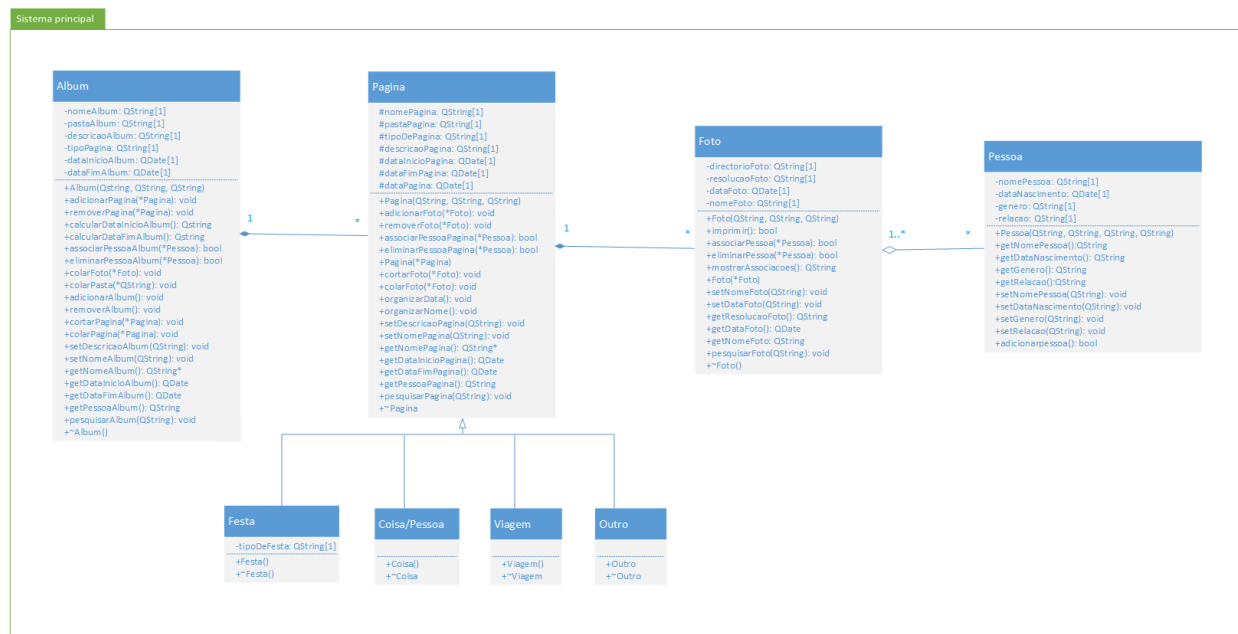 Sistema principal
Album
-nomeAlbum: QString[1]
-pastaAlbum: QString[1]
-descricaoAlbum: QString[1]
-tipoPagina: QString[1]
-dataInicioAlbum: QDate[1]
-dataFimAlbum: QDate[1]
+Album(Qstring, QString, QString)
+adicionarPagina(*Pagina): void
+removerPagina(*Pagina): void
+calcularDataInicioAlbum(): Qstring
+calcularDataFimAlbum(): Qstring
+associarPessoaAlbum(*Pessoa): bool
+eliminarPessoaAlbum(*Pessoa): bool
+colarFoto(*Foto): void
+colarPasta(*QString): void
+adicionarAlbum(): void
+removerAlbum(): void
+cortarPagina(*Pagina): void
+colarPagina(*Pagina): void
+setDescricaoAlbum(QString): void
+setNomeAlbum(QString): void
+getNomeAlbum(): QString*
+getDataInicioAlbum(): QDate
+getDataFimAlbum(): QDate
+getPessoaAlbum(): QString
+pesquisarAlbum(QString): void
+~Album()
1
*
Pagina
#nomePagina: QString[1]
#pastaPagina: QString[1]
#tipoDePagina: QString[1]
#descricaoPagina: QString[1]
#dataInicioPagina: QDate[1]
#dataFimPagina: QDate[1]
#dataPagina: QDate[1]
+Pagina(QString, QString, QString)
+adicionarFoto(*Foto): void
+removerFoto(*Foto): void
+associarPessoaPagina(*Pessoa): bool
+eliminarPessoaPagina(*Pessoa): bool
+Pagina(*Pagina)
+cortarFoto(*Foto): void
+colarFoto(*Foto): void
+organizarData(): void
+organizarNome(): void
+setDescricaoPagina(QString): void
+setNomePagina(QString): void
+getNomePagina(): QString*
+getDataInicioPagina(): QDate
+getDataFimPagina(): QDate
+getPessoaPagina(): QString
+pesquisarPagina(QString): void
+~Pagina
1
*
Foto
-directorioFoto: QString[1]
-resolucaoFoto: QString[1]
-dataFoto: QDate[1]
-nomeFoto: QString[1]
+Foto(QString, QString, QString)
+imprimir(): bool
+associarPessoa(*Pessoa): bool
+eliminarPessoa(*Pessoa): bool
+mostrarAssociacoes(): QString
+Foto(*Foto)
+setNomeFoto(QString): void
+setDataFoto(QString): void
+getResolucaoFoto(): QString
+getDataFoto(): QDate
+getNomeFoto: QString
+pesquisarFoto(QString): void
+~Foto()
1..*
*
Pessoa
-nomePessoa: QString[1]
-dataNascimento: QString[1]
-genero: QString[1]
-relacao: QString[1]
+Pessoa(QString, QString, QString, QString)
+getNomePessoa():QString
+getDataNascimento(): QString
+getGenero(): QString
+getRelacao():QString
+setNomePessoa(QString): void
+setDataNascimento(QString): void
+setGenero(QString): void
+setRelacao(QString): void
+adicionarpessoa(): bool
Festa
-tipoDeFesta: QString[1]
+Festa()
+~Festa()
Coisa/Pessoa
+Coisa()
+~Coisa
Viagem
+Viagem()
+~Viagem
Outro
+Outro
+~Outro